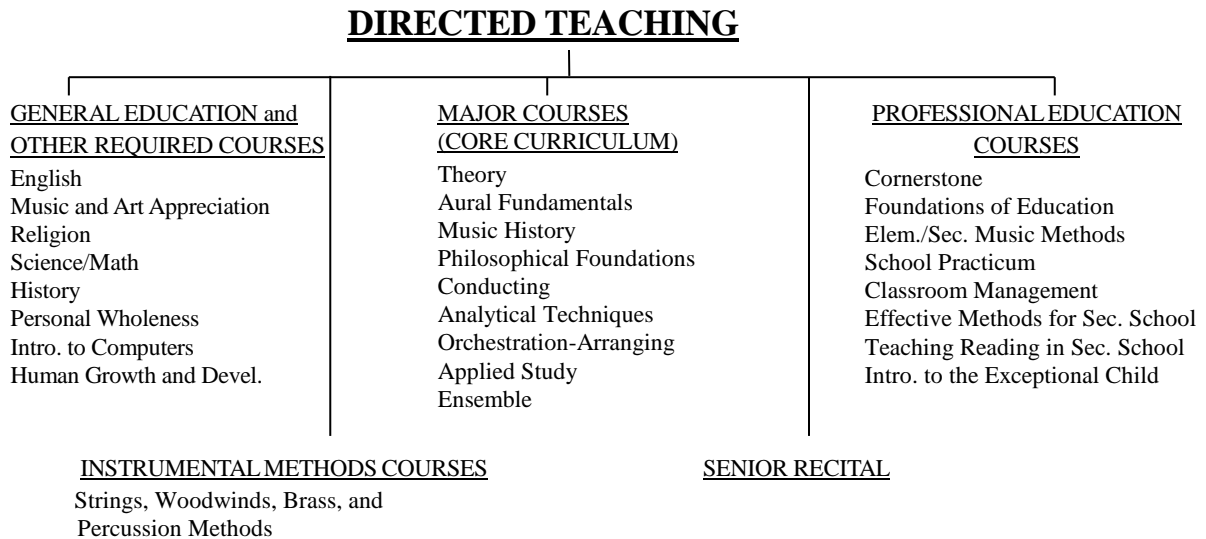 DIRECTED TEACHING
GENERAL EDUCATION and
OTHER REQUIRED COURSES
English
Music and Art Appreciation
Religion
Science/Math
History
Personal Wholeness
Intro. to Computers
Human Growth and Devel.
MAJOR COURSES
(CORE CURRICULUM)
Theory
Aural Fundamentals
Music History
Philosophical Foundations
Conducting
Analytical Techniques
Orchestration-Arranging
Applied Study
Ensemble
PROFESSIONAL EDUCATION
COURSES
Cornerstone
Foundations of Education
Elem./Sec. Music Methods
School Practicum
Classroom Management
Effective Methods for Sec. School
Teaching Reading in Sec. School
Intro. to the Exceptional Child
INSTRUMENTAL METHODS COURSES
Strings, Woodwinds, Brass, and
Percussion Methods
SENIOR RECITAL